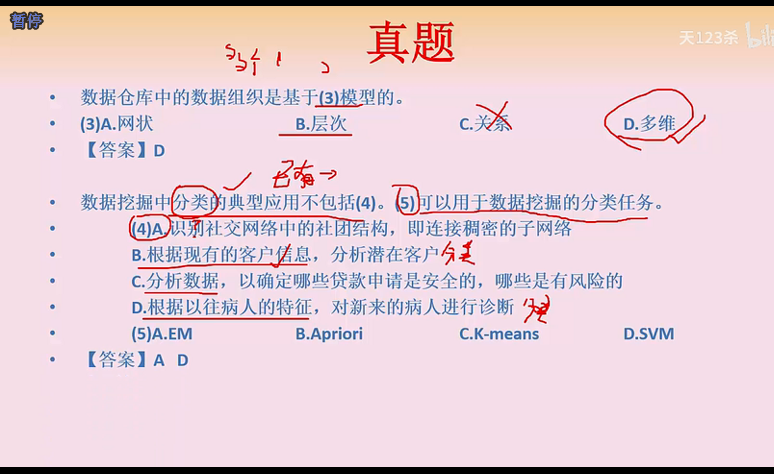 暂停
真题
天123杀 bili
数据仓库中的数据组织是基于(3)模型的。
(3)A.网状 B.层次 C.关系 D.多维
【答案】D
已有→
数据挖掘中分类的典型应用不包括(4)。(5)可以用于数据挖掘的分类任务。
(4)A.识别社交网络中的社团结构，即连接稠密的子网络
B.根据现有的客户信息，分析潜在客户 分类
C.分析数据，以确定哪些贷款申请是安全的，哪些是有风险的
D.根据以往病人的特征，对新来的病人进行诊断
(5)A.EM B.Apriori C.K-means D.SVM
【答案】A D